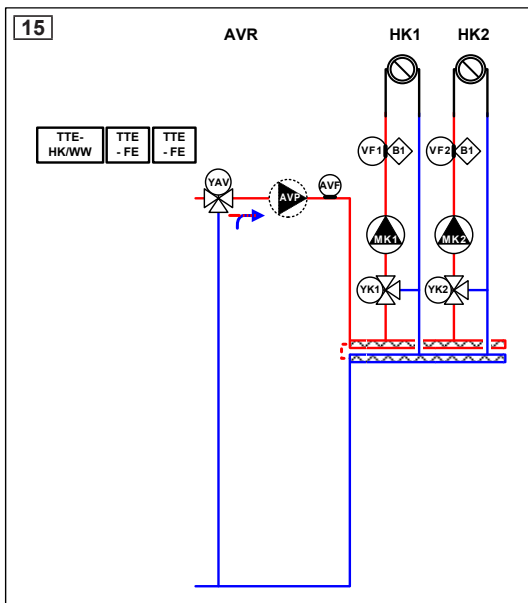 15
AVR
HK1
HK2
TTE-
HK/WW
TTE
- FE
TTE
- FE
VF1
B1
VF2
B1
YAV
AVP
AVF
MK1
MK2
YK1
YK2